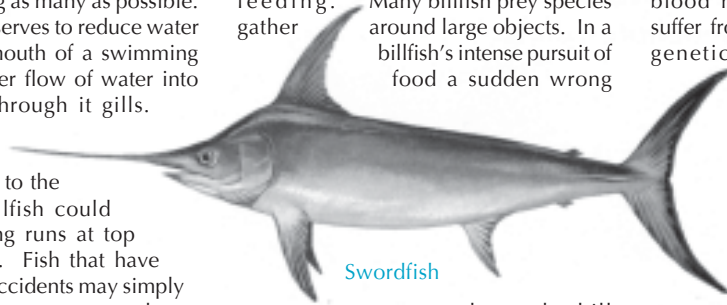 g as many as possible.
serves to reduce water
mouth of a swimming
er flow of water into
hrough it gills.
to the
lfish could
ng runs at top
. Fish that have
ccidents may simply
feeding.
gather
Many billfish prey species
around large objects. In a
billfish's intense pursuit of
food a sudden wrong
Swordfish
blood
suffer fro
genetic